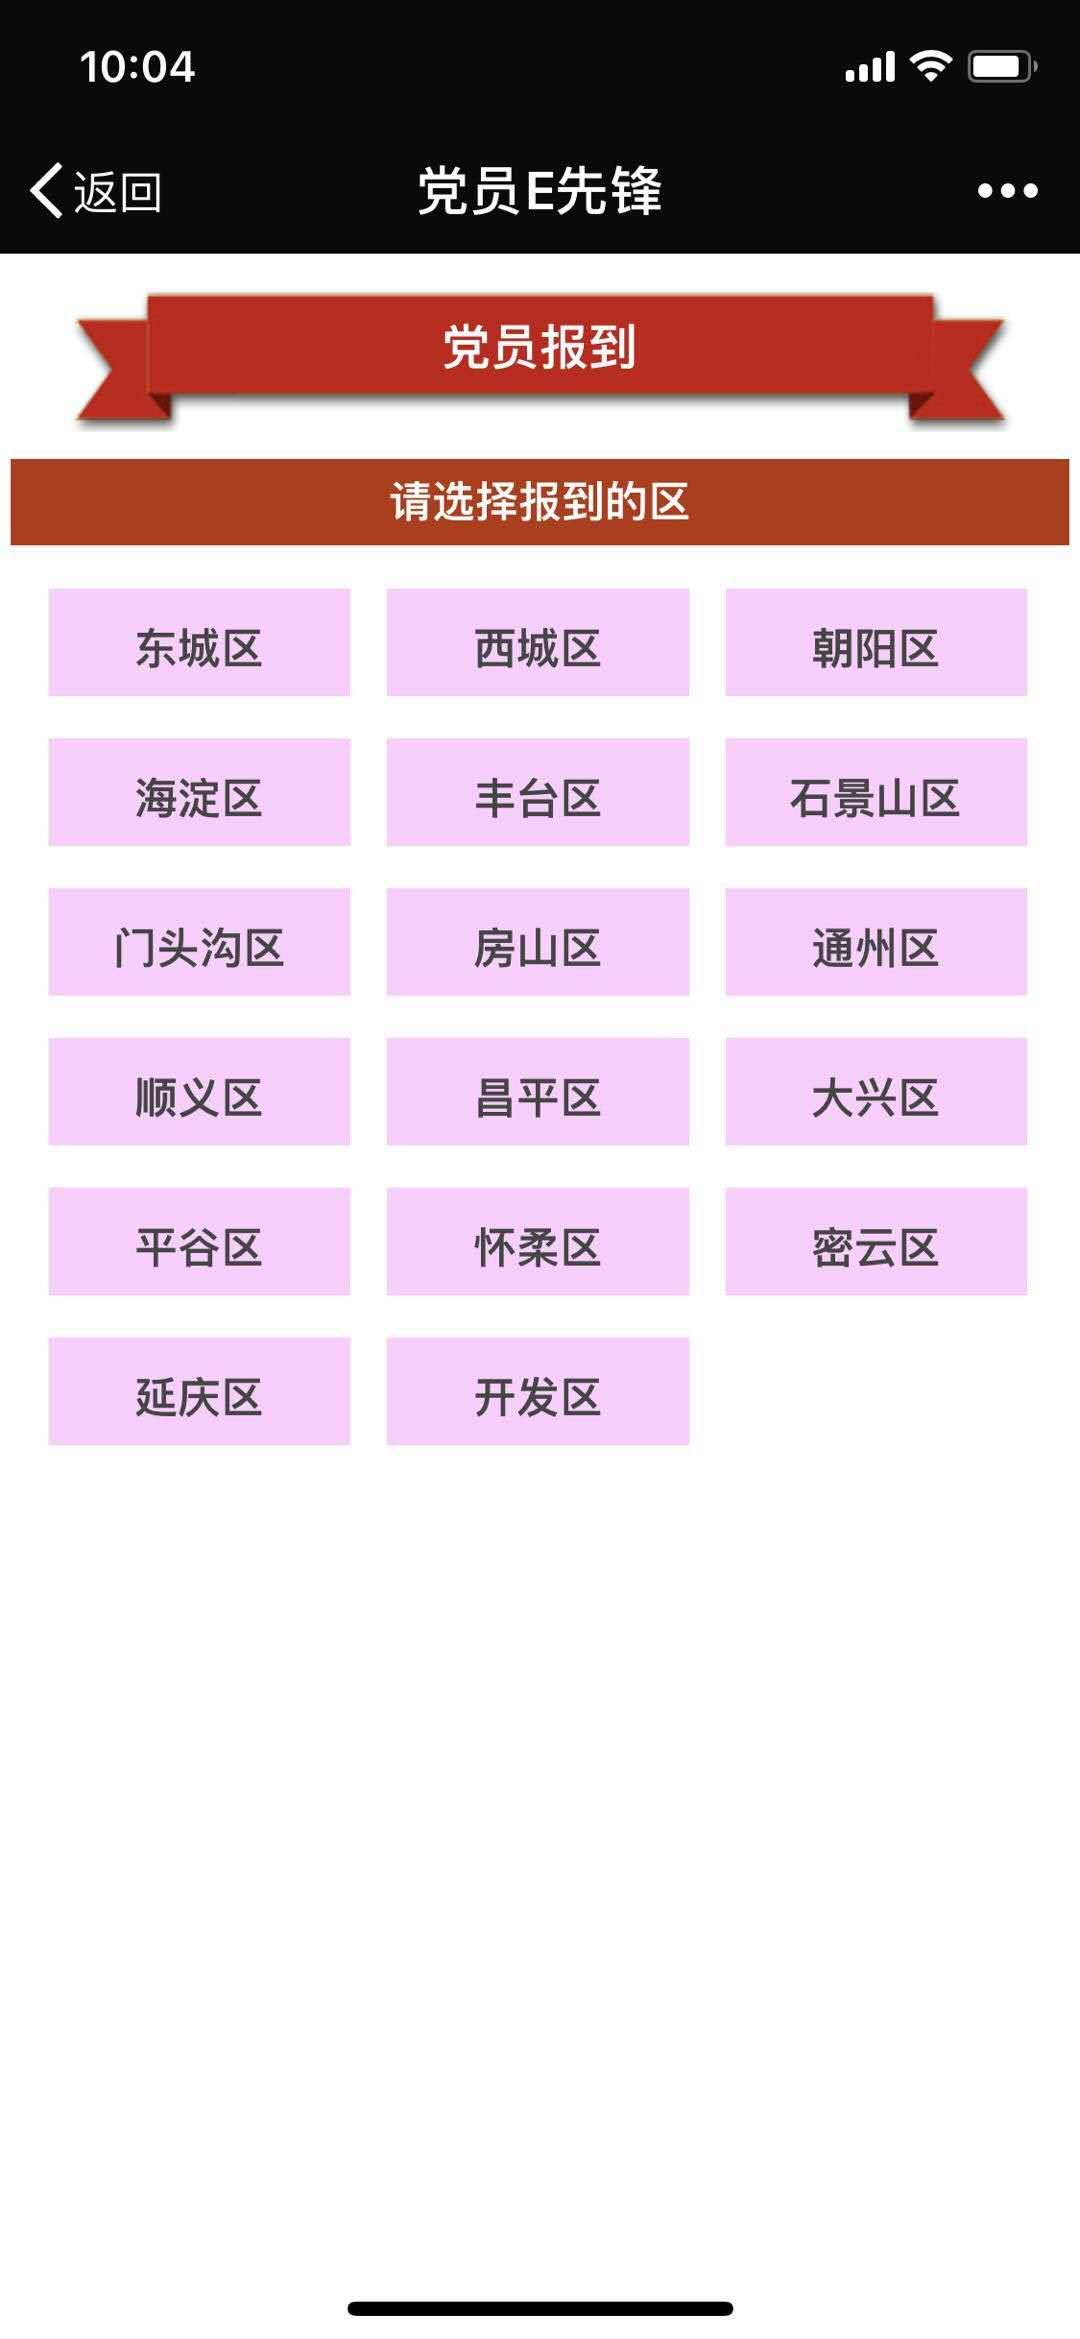 10:04
返回 党员E先锋
党员报到
请选择报到的区
东城区 西城区 朝阳区
海淀区 丰台区 石景山区
门头沟区 房山区 通州区
顺义区 昌平区 大兴区
平谷区 怀柔区 密云区
延庆区 开发区